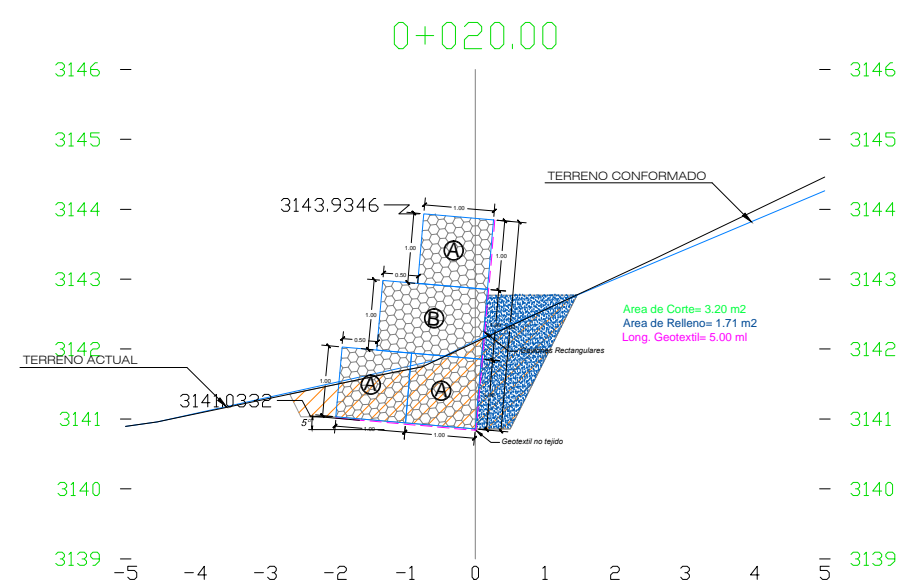 0+020.00
3146 3146
3145 3145
TERRENO CONFORMADO
3144 3144
3143.9346
1.00
1.00
1.00
3143 3143
0.50
Area de Corte= 3.20 m2
Area de Relleno= 1.71 m2
Long. Geotextil= 5.00 ml
A
B
1.00
0.50
3142 3142
Rectangulares
TERRENO ACTUAL
1.00
A
A
3141.0332
3141 3141
5°
1.00
1.00
Geotextil no tejido
3140 3140
3139 3139
-5 -4 -3 -2 -1 0 1 2 3 4 5